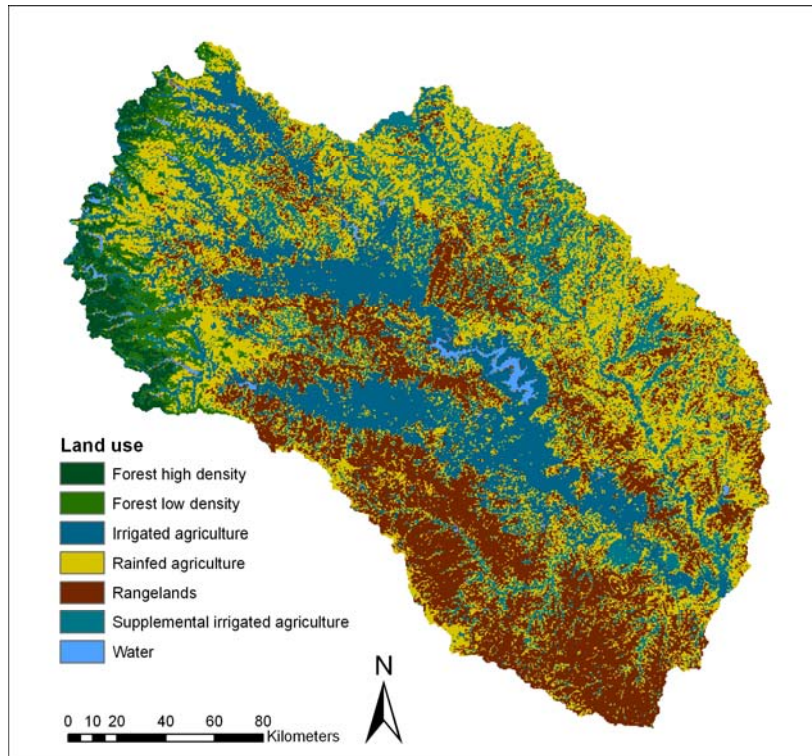 Land use
Forest high density
Forest low density
Irrigated agriculture
Rainfed agriculture
Rangelands
Supplemental irrigated agriculture
Water
N
0 10 20 40 60 80
Kilometers